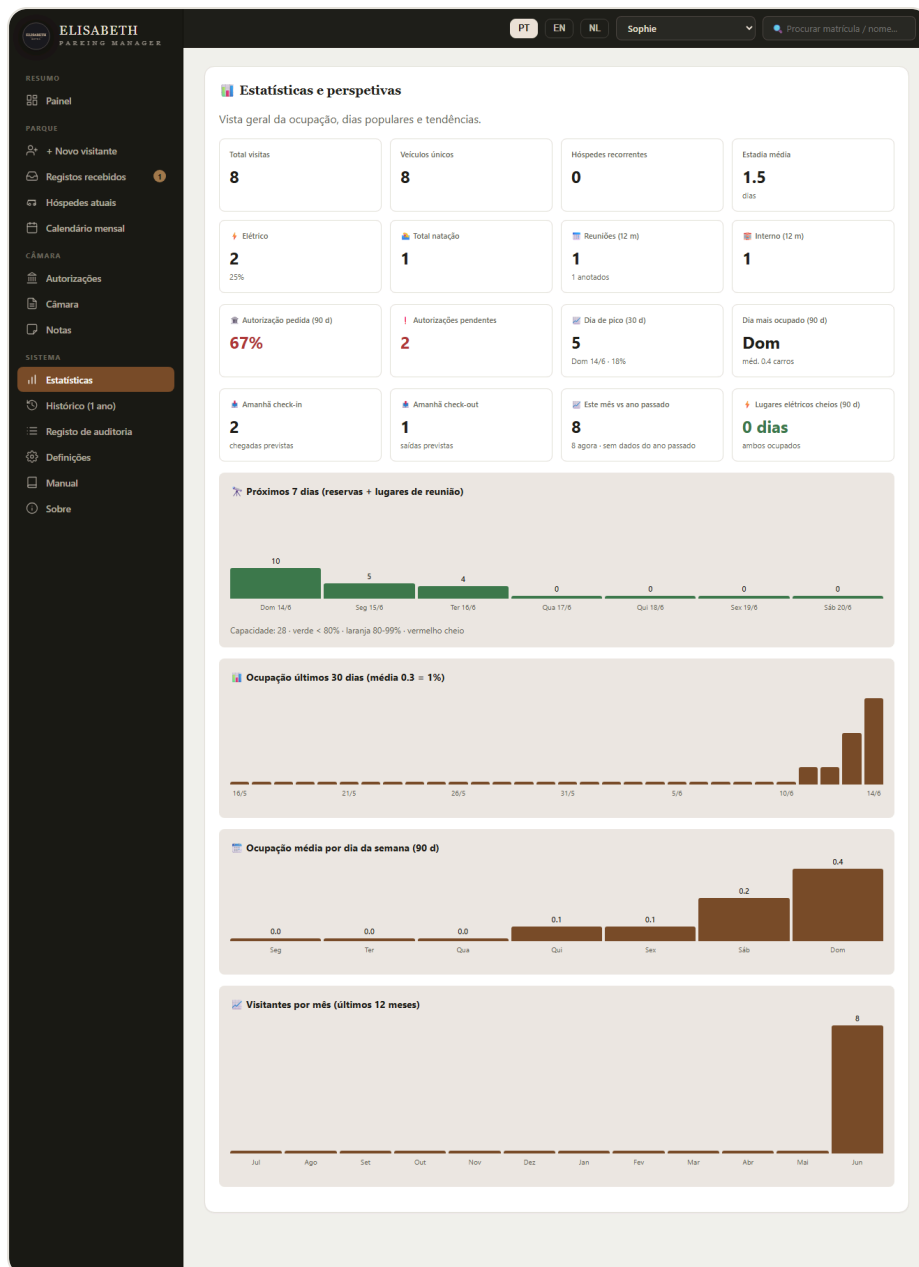 ELISABETH
PARKING MANAGER
PT EN NL Sophie Procurar matrícula / nome...
RESUMO
Painel
PARQUE
+ Novo visitante
Registos recebidos 1
Hóspedes atuais
Calendário mensal
CÂMARA
Autorizações
Câmara
Notas
SISTEMA
Estatísticas
Histórico (1 ano)
Registo de auditoria
Definições
Manual
Sobre
Estatísticas e perspetivas
Vista geral da ocupação, dias populares e tendências.
Total visitas
8
Veículos únicos
8
Hóspedes recorrentes
0
Estadia média
1.5
dias
Elétrico
2
25%
Total natação
1
Reuniões (12 m)
1
1 anotados
Interno (12 m)
1
Autorização pedida (90 d)
67%
Autorizações pendentes
2
Dia de pico (30 d)
5
Dom 14/6 · 18%
Dia mais ocupado (90 d)
Dom
méd. 0.4 carros
Amanhã check-in
2
chegadas previstas
Amanhã check-out
1
saídas previstas
Este mês vs ano passado
8
8 agora · sem dados do ano passado
Lugares elétricos cheios (90 d)
0 dias
ambos ocupados
Próximos 7 dias (reservas + lugares de reunião)
10 5 4 0 0 0 0
Dom 14/6 Seg 15/6 Ter 16/6 Qua 17/6 Qui 18/6 Sex 19/6 Sáb 20/6
Capacidade: 28 · verde < 80% · laranja 80-99% · vermelho cheio
Ocupação últimos 30 dias (média 0.3 = 1%)
16/5 21/5 26/5 31/5 5/6 10/6 14/6
Ocupação média por dia da semana (90 d)
0.0 0.0 0.0 0.1 0.1 0.2 0.4
Seg Ter Qua Qui Sex Sáb Dom
Visitantes por mês (últimos 12 meses)
8
Jul Ago Set Out Nov Dez Jan Fev Mar Abr Mai Jun